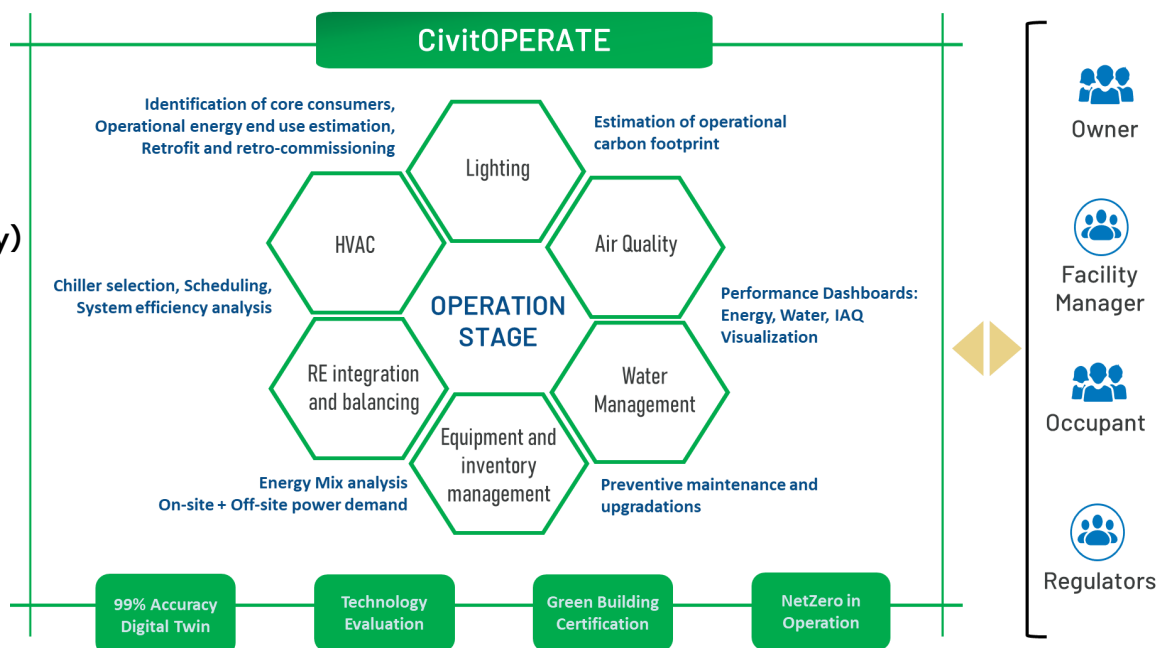 CivitOPERATE
Identification of core consumers,
Operational energy end use estimation,
Retrofit and retro-commissioning
Estimation of operational
carbon footprint
Lighting
HVAC
Air Quality
y)
Chiller selection, Scheduling,
System efficiency analysis
OPERATION
STAGE
Performance Dashboards:
Energy, Water, IAQ
Visualization
RE integration
and balancing
Water
Management
Equipment and
inventory
management
Energy Mix analysis
On-site + Off-site power demand
Preventive maintenance and
upgradations
99% Accuracy
Digital Twin
Technology
Evaluation
Green Building
Certification
NetZero in
Operation
Owner
Facility
Manager
Occupant
Regulators